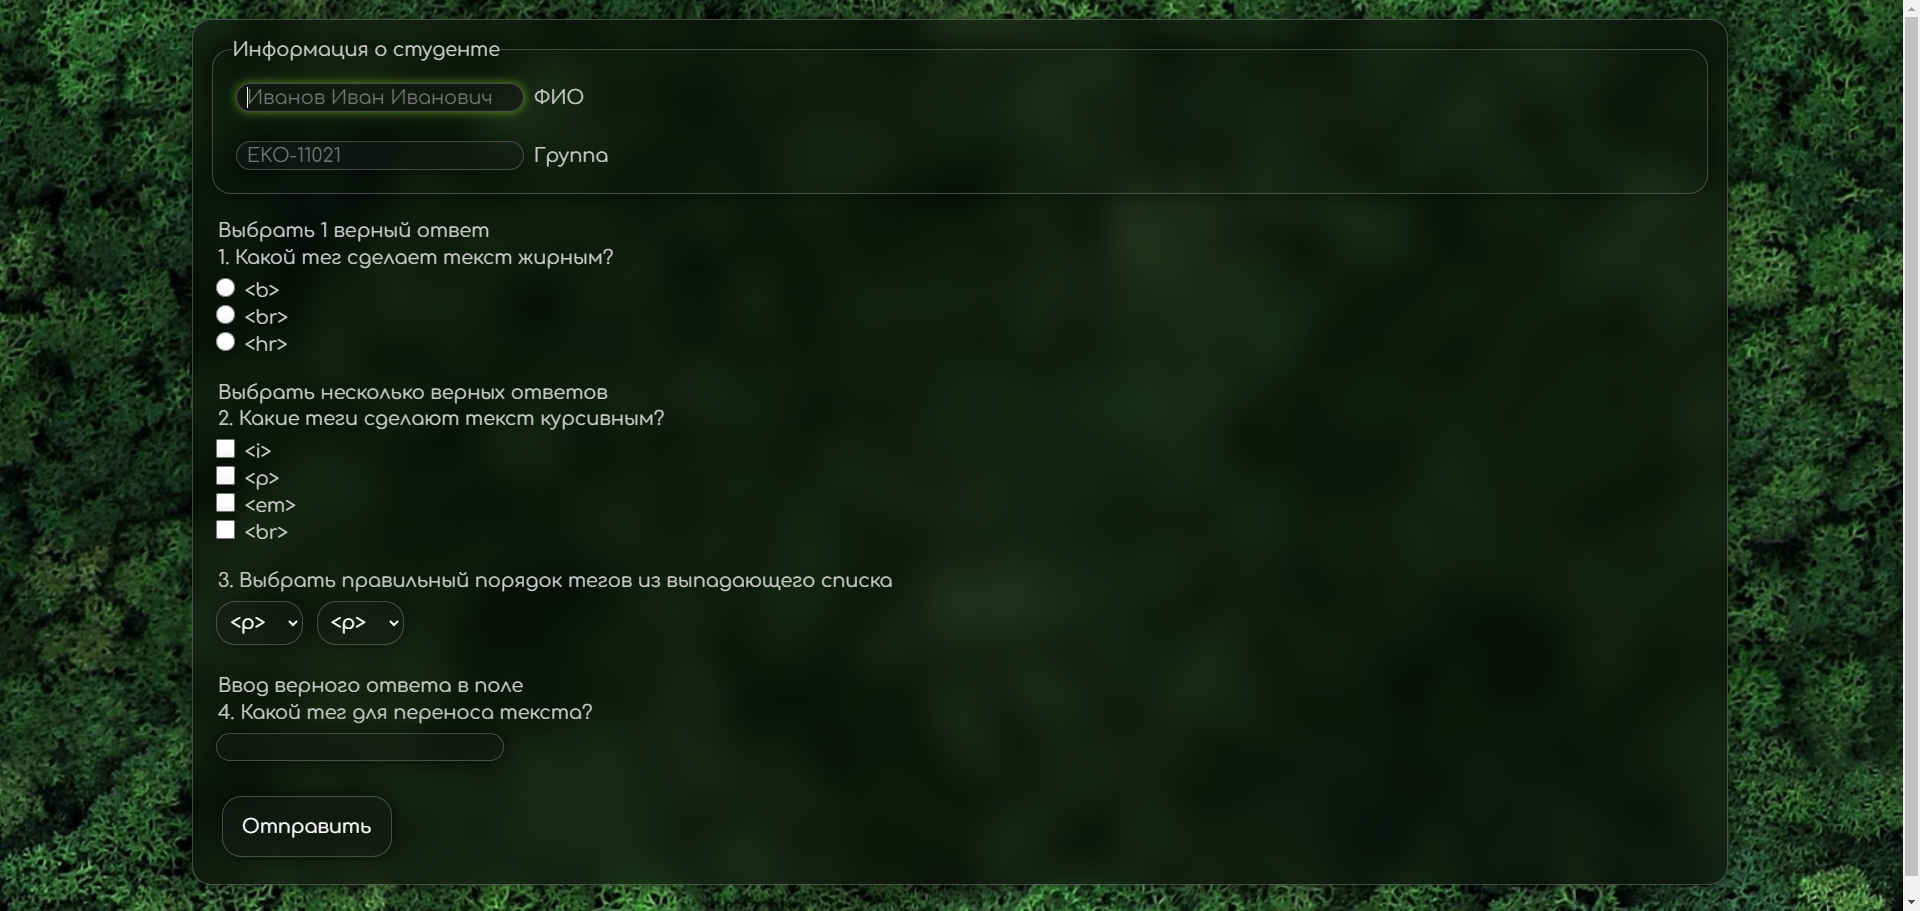 Информация о студенте
Иванов Иван Иванович ФИО
ЕКО-11021 Группа
Выбрать 1 верный ответ
1. Какой тег сделает текст жирным?
<b>
<br>
<hr>
Выбрать несколько верных ответов
2. Какие теги сделают текст курсивным?
<i>
<p>
<em>
<br>
3. Выбрать правильный порядок тегов из выпадающего списка
<p> <p>
Ввод верного ответа в поле
4. Какой тег для переноса текста?
Отправить